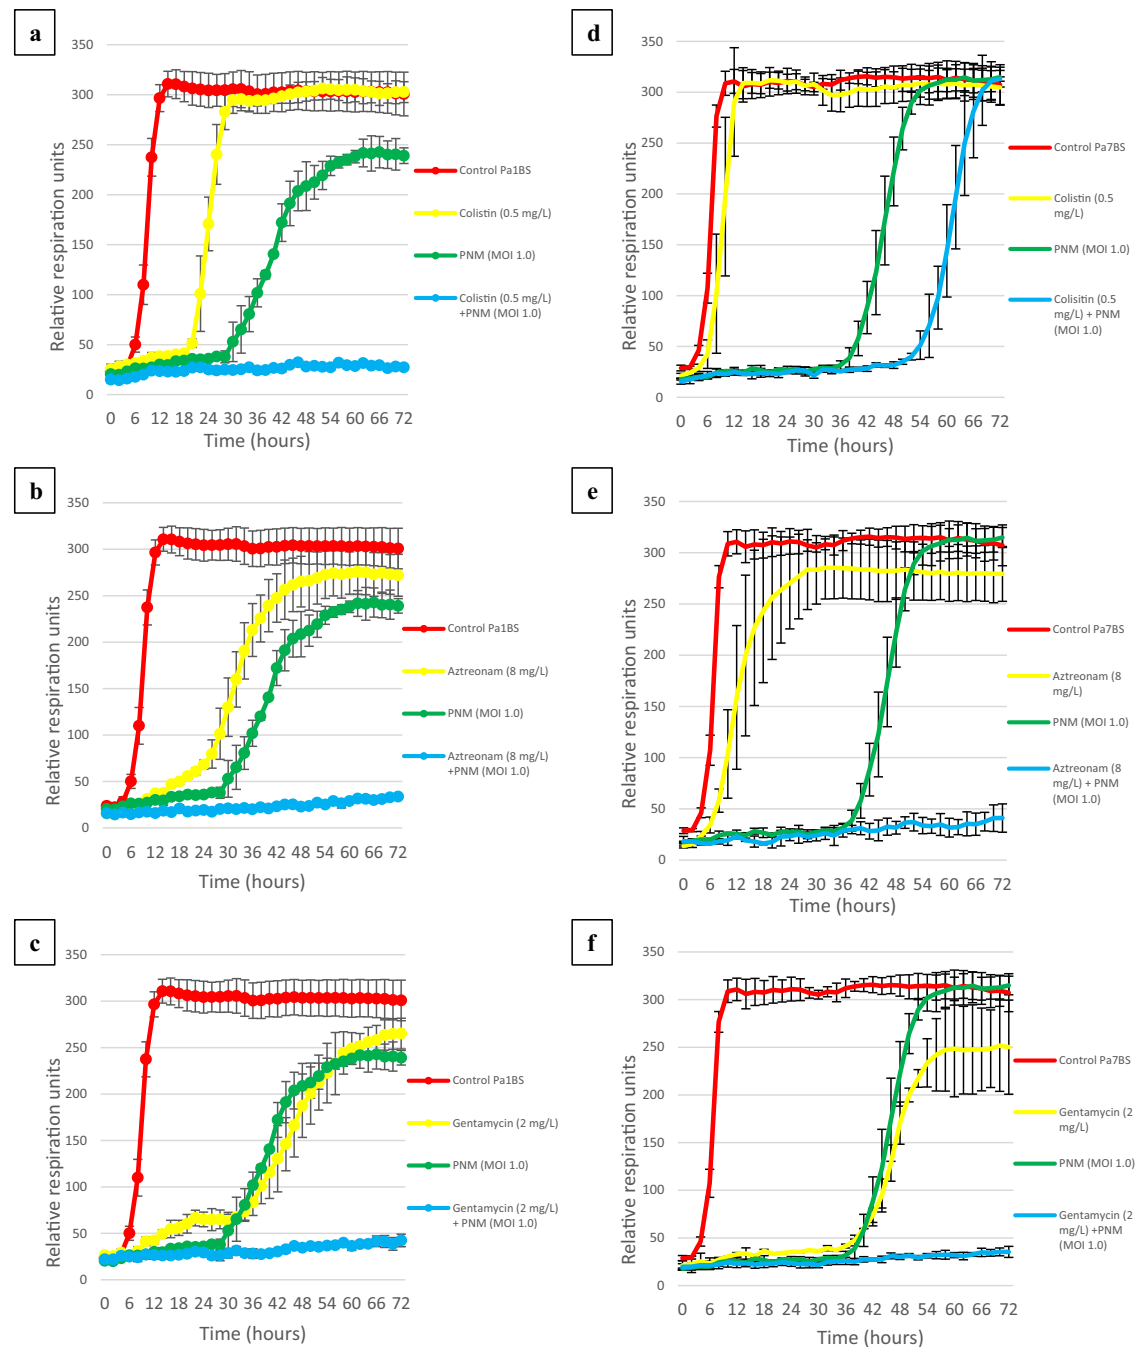 a
350
300
250
200
150
100
50
0
Relative respiration units
0 6 12 18 24 30 36 42 48 54 60 66 72
Time (hours)
Control Pa1BS
Colistin (0.5 mg/L)
PNM (MOI 1.0)
Colistin (0.5 mg/L)
+PNM (MOI 1.0)
d
350
300
250
200
150
100
50
0
Relative respiration units
0 6 12 18 24 30 36 42 48 54 60 66 72
Time (hours)
Control Pa7BS
Colistin (0.5
mg/L)
PNM (MOI 1.0)
Colisitin (0.5
mg/L) + PNM
(MOI 1.0)
b
350
300
250
200
150
100
50
0
Relative respiration units
0 6 12 18 24 30 36 42 48 54 60 66 72
Time (hours)
Control Pa1BS
Aztreonam (8 mg/L)
PNM (MOI 1.0)
Aztreonam (8 mg/L)
+PNM (MOI 1.0)
e
350
300
250
200
150
100
50
0
Relative respiration units
0 6 12 18 24 30 36 42 48 54 60 66 72
Time (hours)
Control Pa7BS
Aztreonam (8
mg/L)
PNM (MOI 1.0)
Aztreonam (8
mg/L) + PNM
(MOI 1.0)
c
350
300
250
200
150
100
50
0
Relative respiration units
0 6 12 18 24 30 36 42 48 54 60 66 72
Time (hours)
Control Pa1BS
Gentamycin (2 mg/L)
PNM (MOI 1.0)
Gentamycin (2 mg/L)
+ PNM (MOI 1.0)
f
350
300
250
200
150
100
50
0
Relative respiration units
0 6 12 18 24 30 36 42 48 54 60 66 72
Time (hours)
Control Pa7BS
Gentamycin (2
mg/L)
PNM (MOI 1.0)
Gentamycin (2
mg/L) +PNM
(MOI 1.0)